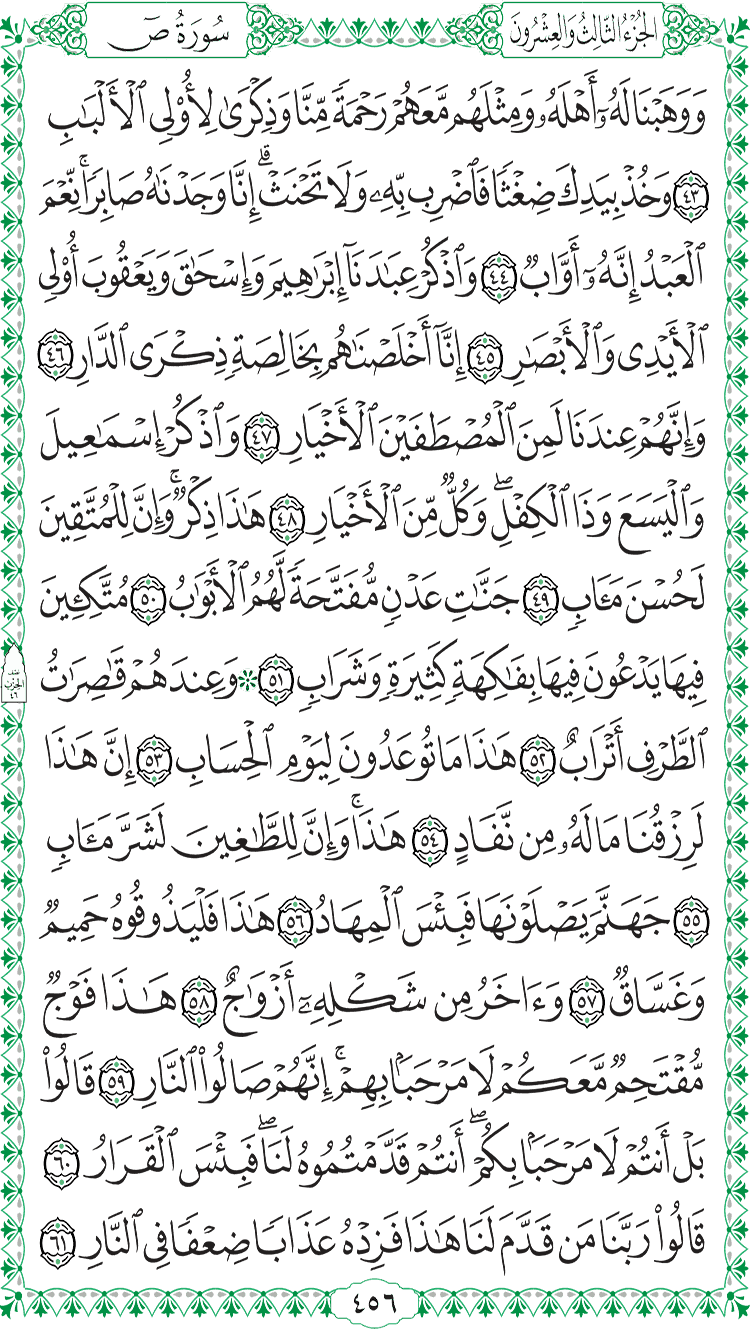 الجُزْءُ الثَّالِثُ وَالعِشْرُونَ
سُورَةُ صٓ
وَوَهَبْنَا لَهُۥٓ أَهْلَهُۥ وَمِثْلَهُم مَّعَهُمْ رَحْمَةً مِّنَّا وَذِكْرَىٰ لِأُو۟لِى ٱلْأَلْبَٰبِ
٤٣ وَخُذْ بِيَدِكَ ضِغْثًا فَٱضْرِب بِّهِۦ وَلَا تَحْنَثْ ۗ إِنَّا وَجَدْنَٰهُ صَابِرًا ۚ نِّعْمَ
ٱلْعَبْدُ إِنَّهُۥٓ أَوَّابٌ ٤٤ وَٱذْكُرْ عِبَٰدَنَآ إِبْرَٰهِيمَ وَإِسْحَٰقَ وَيَعْقُوبَ أُو۟لِى
ٱلْأَيْدِى وَٱلْأَبْصَٰرِ ٤٥ إِنَّآ أَخْلَصْنَٰهُم بِخَالِصَةٍ ذِكْرَى ٱلدَّارِ ٤٦
وَإِنَّهُمْ عِندَنَا لَمِنَ ٱلْمُصْطَفَيْنَ ٱلْأَخْيَارِ ٤٧ وَٱذْكُرْ إِسْمَٰعِيلَ
وَٱلْيَسَعَ وَذَا ٱلْكِفْلِ ۖ وَكُلٌّ مِّنَ ٱلْأَخْيَارِ ٤٨ هَٰذَا ذِكْرٌ ۚ وَإِنَّ لِلْمُتَّقِينَ
لَحُسْنَ مَـَٔابٍ ٤٩ جَنَّٰتِ عَدْنٍ مُّفَتَّحَةً لَّهُمُ ٱلْأَبْوَٰبُ ٥٠ مُتَّكِـِٔينَ
فِيهَا يَدْعُونَ فِيهَا بِفَٰكِهَةٍ كَثِيرَةٍ وَشَرَابٍ ٥١ ۞ وَعِندَهُمْ قَٰصِرَٰتُ
نصف
الحزب
٤٦
ٱلطَّرْفِ أَتْرَابٌ ٥٢ هَٰذَا مَا تُوعَدُونَ لِيَوْمِ ٱلْحِسَابِ ٥٣ إِنَّ هَٰذَا
لَرِزْقُنَا مَا لَهُۥ مِن نَّفَادٍ ٥٤ هَٰذَا ۚ وَإِنَّ لِلطَّٰغِينَ لَشَرَّ مَـَٔابٍ
٥٥ جَهَنَّمَ يَصْلَوْنَهَا فَبِئْسَ ٱلْمِهَادُ ٥٦ هَٰذَا فَلْيَذُوقُوهُ حَمِيمٌ
وَغَسَّاقٌ ٥٧ وَءَاخَرُ مِن شَكْلِهِۦٓ أَزْوَٰجٌ ٥٨ هَٰذَا فَوْجٌ
مُّقْتَحِمٌ مَّعَكُمْ لَا مَرْحَبًۢا بِهِمْ ۚ إِنَّهُمْ صَالُوا۟ ٱلنَّارِ ٥٩ قَالُوا۟
بَلْ أَنتُمْ لَا مَرْحَبًۢا بِكُمْ ۖ أَنتُمْ قَدَّمْتُمُوهُ لَنَا ۖ فَبِئْسَ ٱلْقَرَارُ ٦٠
قَالُوا۟ رَبَّنَا مَن قَدَّمَ لَنَا هَٰذَا فَزِدْهُ عَذَابًا ضِعْفًا فِى ٱلنَّارِ ٦١
٤٥٦